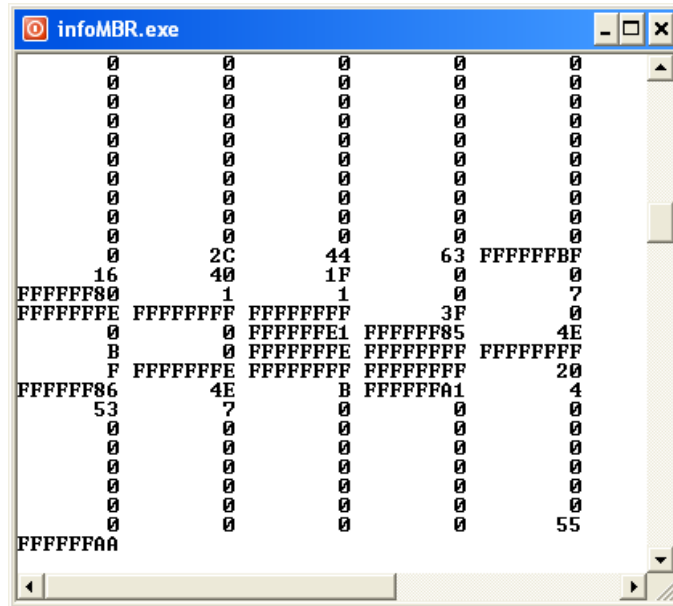 infoMBR.exe
0 0 0 0 0
0 0 0 0 0
0 0 0 0 0
0 0 0 0 0
0 0 0 0 0
0 0 0 0 0
0 0 0 0 0
0 0 0 0 0
0 0 0 0 0
0 0 0 0 0
0 2C 44 63 FFFFFFBF
16 40 1F 0 0
FFFFFF80 1 1 0 7
FFFFFFFE FFFFFFFF FFFFFFFF 3F 0
0 0 FFFFFFE1 FFFFFF85 4E
B 0 FFFFFFFE FFFFFFFF FFFFFFFF
F FFFFFFFE FFFFFFFF FFFFFFFF 20
FFFFFF86 4E B FFFFFFA1 4
53 7 0 0 0
0 0 0 0 0
0 0 0 0 0
0 0 0 0 0
0 0 0 0 0
0 0 0 0 0
0 0 0 0 55
FFFFFFAA